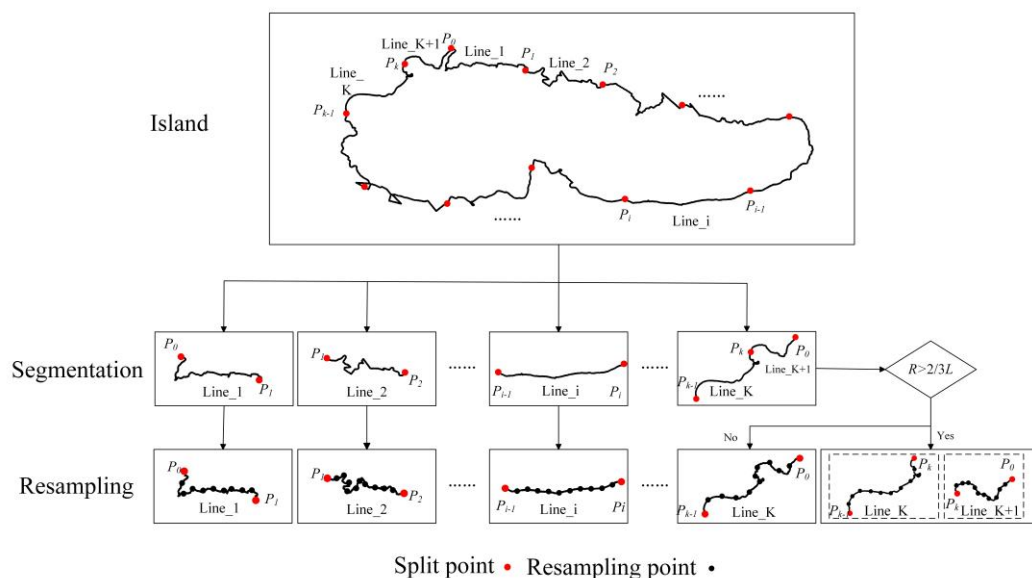 Island
Line_K+1
P0
Line_1
P1
Line_2
P2
Pk
Line_
K
Pk-1
......
......
Pi
Line_i
Pi-1
Segmentation
P0
Line_1
P1
P1
Line_2
P2
......
Pi-1
Line_i
Pi
......
Pk
P0
Line_K+1
Pk-1
Line_K
R>2/3L
No
Yes
Resampling
P0
Line_1
P1
P1
Line_2
P2
......
Pi-1
Line_i
Pi
......
P0
Pk-1
Line_K
Pk
Pk-1
Line_K
P0
Pk
Line_K+1
Split point
Resampling point